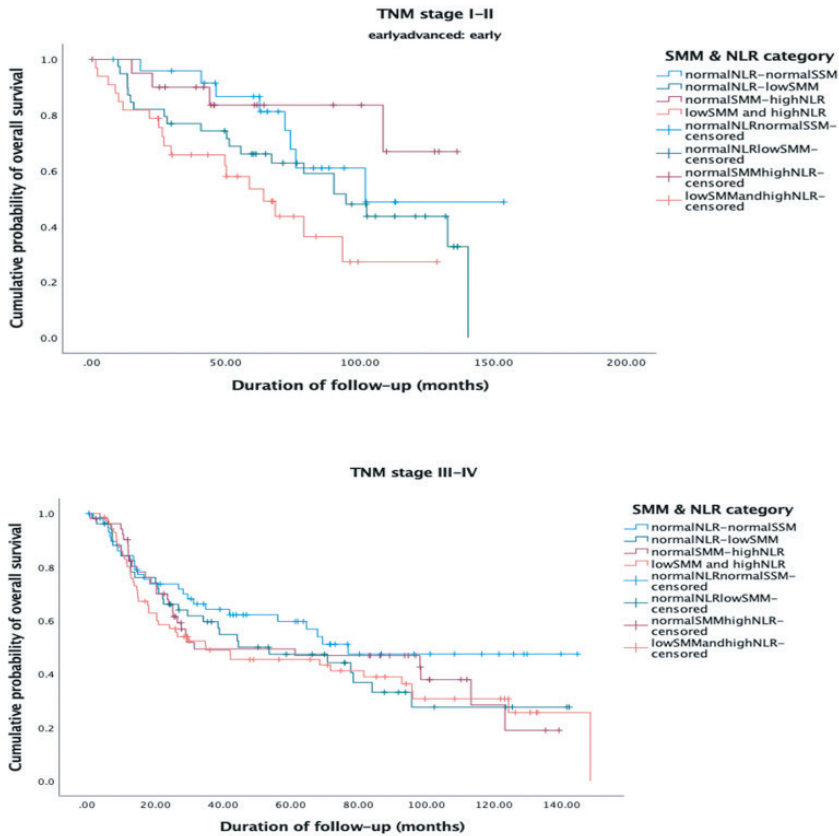 TNM stage I-II
earlyadvanced: early
Cumulative probability of overall survival
1.0
0.8
0.6
0.4
0.2
0.0
.00
50.00
100.00
150.00
200.00
Duration of follow-up (months)
SMM & NLR category
normalNLR-normalSSM
normalNLR-lowSMM
normalSMM-highNLR
lowSMM and highNLR
normalNLRnormalSSM-
censored
normalNLRlowSMM-
censored
normalSMMhighNLR-
censored
lowSMMandhighNLR-
censored
TNM stage III-IV
Cumulative probability of overall survival
1.0
0.8
0.6
0.4
0.2
0.0
.00
20.00
40.00
60.00
80.00
100.00
120.00
140.00
Duration of follow-up (months)
SMM & NLR category
normalNLR-normalSSM
normalNLR-lowSMM
normalSMM-highNLR
lowSMM and highNLR
normalNLRnormalSSM-
censored
normalNLRlowSMM-
censored
normalSMMhighNLR-
censored
lowSMMandhighNLR-
censored